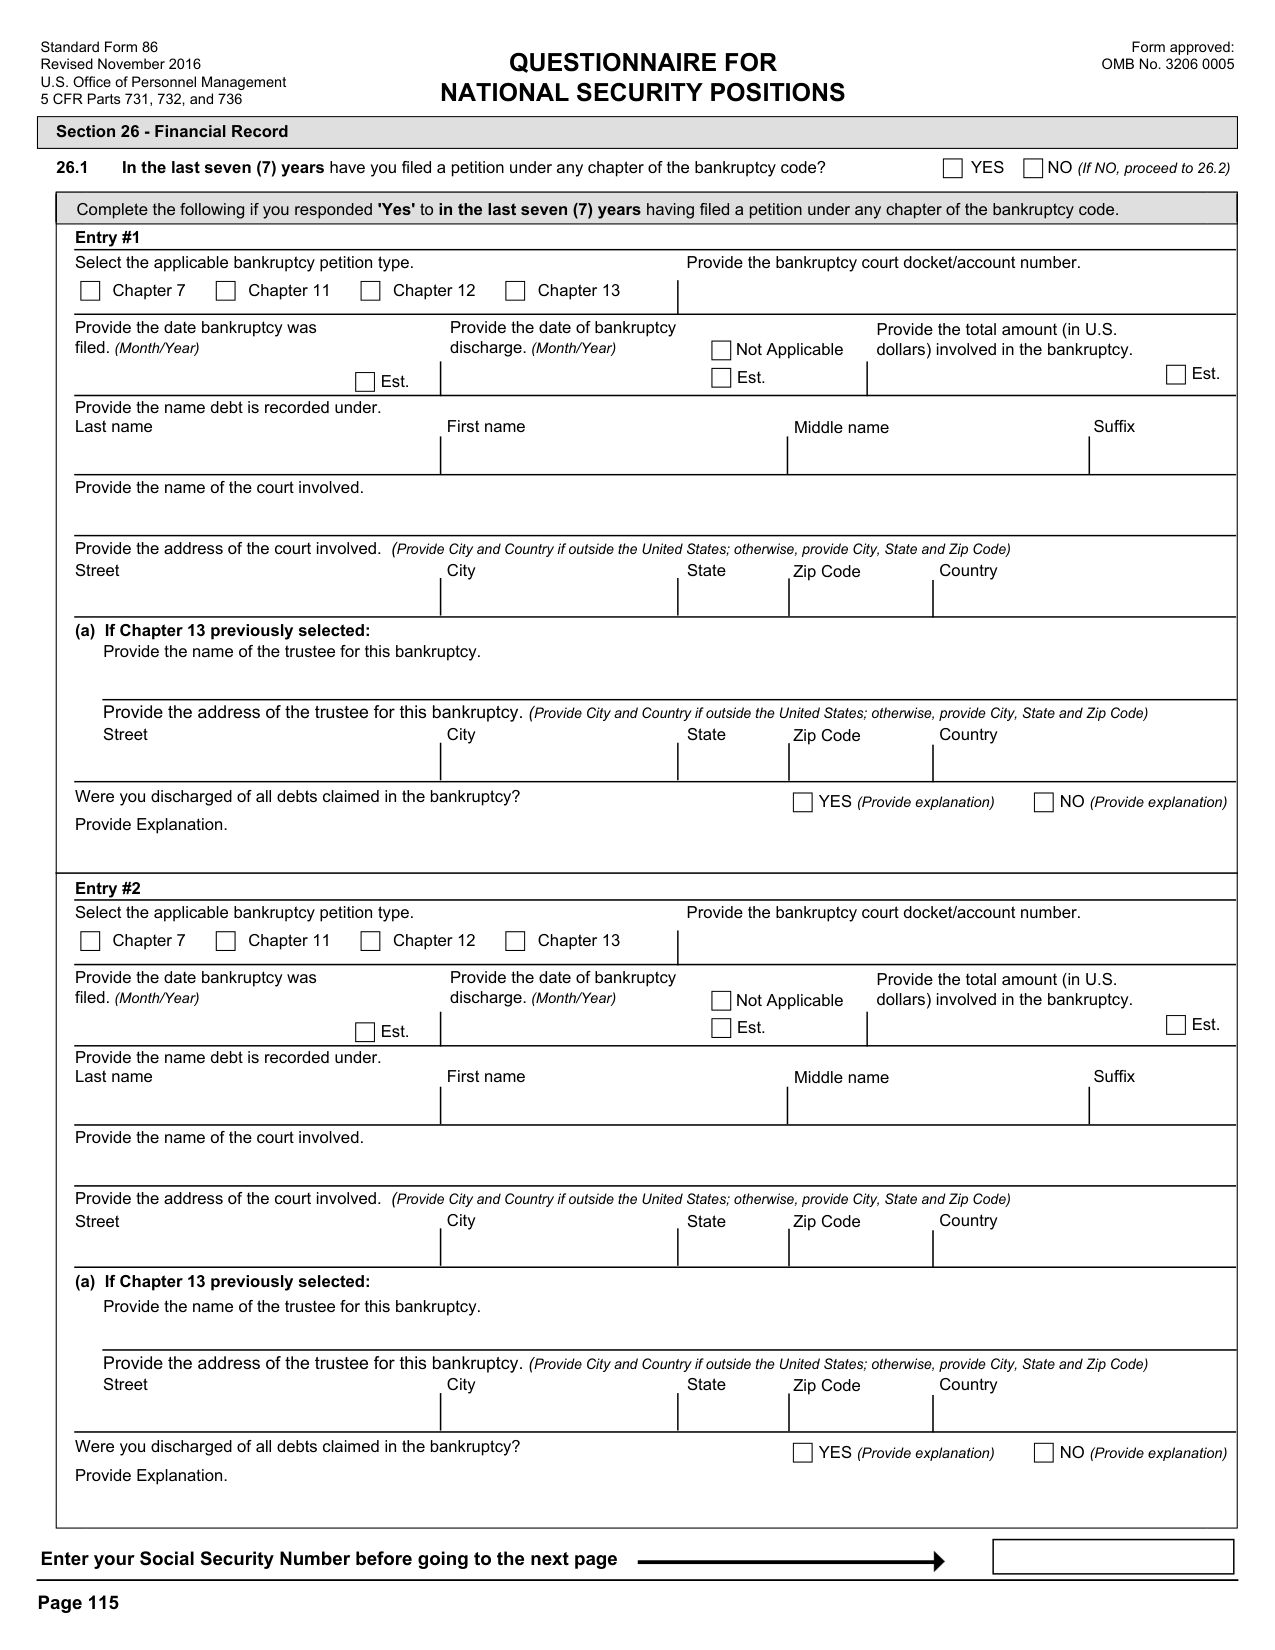 Standard Form 86
Revised November 2016
U.S. Office of Personnel Management
5 CFR Parts 731, 732, and 736
QUESTIONNAIRE FOR
NATIONAL SECURITY POSITIONS
Form approved:
OMB No. 3206 0005
Section 26 - Financial Record
26.1 In the last seven (7) years have you filed a petition under any chapter of the bankruptcy code? YES NO (If NO, proceed to 26.2)
Complete the following if you responded 'Yes' to in the last seven (7) years having filed a petition under any chapter of the bankruptcy code.
Entry #1
Select the applicable bankruptcy petition type. Provide the bankruptcy court docket/account number.
Chapter 7 Chapter 11 Chapter 12 Chapter 13
Provide the date bankruptcy was
filed. (Month/Year)
Est.
Provide the date of bankruptcy
discharge. (Month/Year)
Not Applicable
Est.
Provide the total amount (in U.S.
dollars) involved in the bankruptcy.
Est.
Provide the name debt is recorded under.
Last name First name Middle name Suffix
Provide the name of the court involved.
Provide the address of the court involved. (Provide City and Country if outside the United States; otherwise, provide City, State and Zip Code)
Street City State Zip Code Country
(a) If Chapter 13 previously selected:
Provide the name of the trustee for this bankruptcy.
Provide the address of the trustee for this bankruptcy. (Provide City and Country if outside the United States; otherwise, provide City, State and Zip Code)
Street City State Zip Code Country
Were you discharged of all debts claimed in the bankruptcy? YES (Provide explanation) NO (Provide explanation)
Provide Explanation.
Entry #2
Select the applicable bankruptcy petition type. Provide the bankruptcy court docket/account number.
Chapter 7 Chapter 11 Chapter 12 Chapter 13
Provide the date bankruptcy was
filed. (Month/Year)
Est.
Provide the date of bankruptcy
discharge. (Month/Year)
Not Applicable
Est.
Provide the total amount (in U.S.
dollars) involved in the bankruptcy.
Est.
Provide the name debt is recorded under.
Last name First name Middle name Suffix
Provide the name of the court involved.
Provide the address of the court involved. (Provide City and Country if outside the United States; otherwise, provide City, State and Zip Code)
Street City State Zip Code Country
(a) If Chapter 13 previously selected:
Provide the name of the trustee for this bankruptcy.
Provide the address of the trustee for this bankruptcy. (Provide City and Country if outside the United States; otherwise, provide City, State and Zip Code)
Street City State Zip Code Country
Were you discharged of all debts claimed in the bankruptcy? YES (Provide explanation) NO (Provide explanation)
Provide Explanation.
Enter your Social Security Number before going to the next page
Page 115